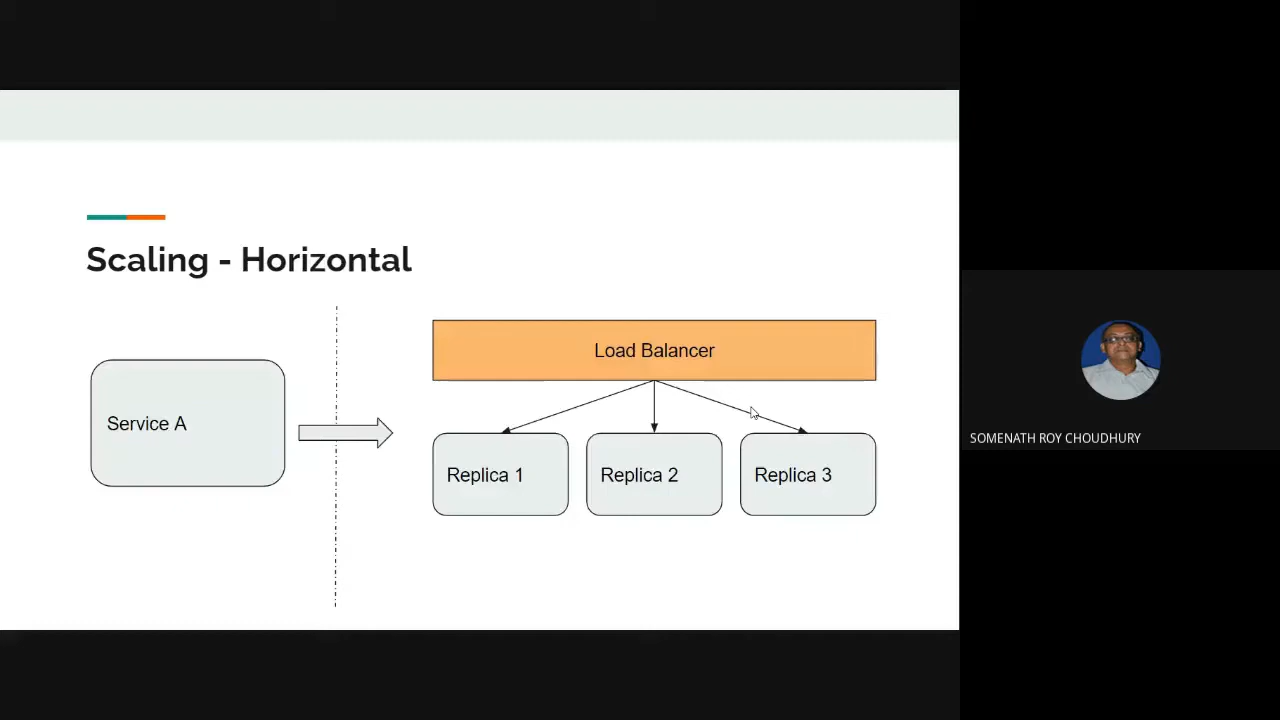 Scaling - Horizontal
Load Balancer
Service A
Replica 1
Replica 2
Replica 3
SOMENATH ROY CHOUDHURY